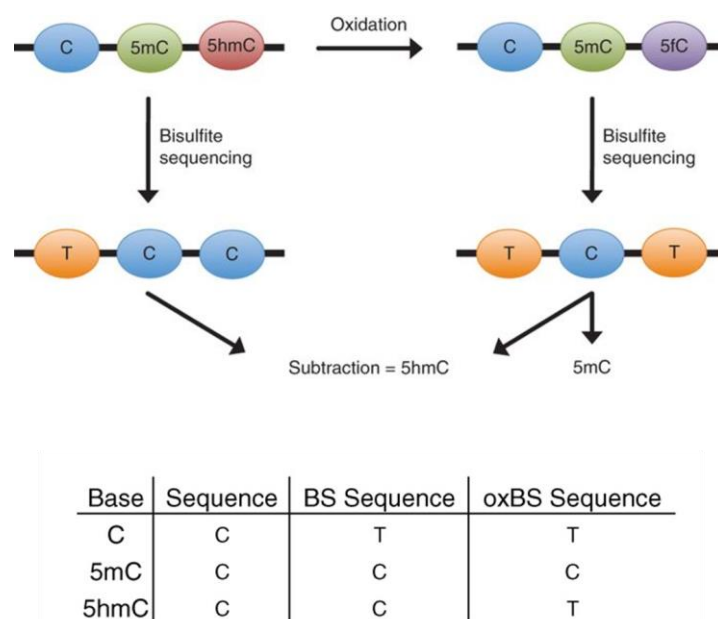 C 5mC 5hmC Oxidation C 5mC 5fC
Bisulfite sequencing Bisulfite sequencing
T C C T C T
Subtraction = 5hmC 5mC
Base Sequence BS Sequence oxBS Sequence
C C T T
5mC C C C
5hmC C C T